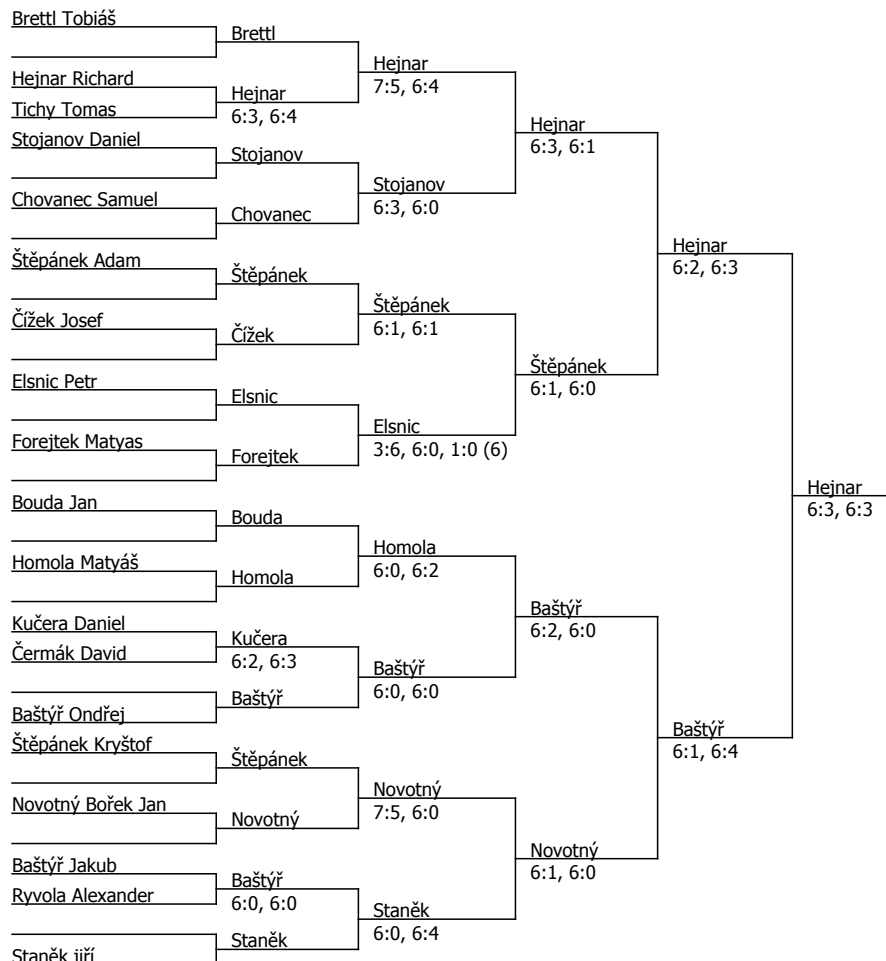 Brettl Tobiáš
Hejnar Richard
Tichy Tomas
Stojanov Daniel
Chovanec Samuel
Štěpánek Adam
Čížek Josef
Elsnic Petr
Forejtek Matyas
Bouda Jan
Homola Matyáš
Kučera Daniel
Čermák David
Baštýř Ondřej
Štěpánek Kryštof
Novotný Bořek Jan
Baštýř Jakub
Ryvola Alexander
Staněk jiří
Brettl
Hejnar
6:3, 6:4
Stojanov
Chovanec
Štěpánek
Čížek
Elsnic
Forejtek
Bouda
Homola
Kučera
6:2, 6:3
Baštýř
Štěpánek
Novotný
Baštýř
6:0, 6:0
Staněk
Hejnar
7:5, 6:4
Stojanov
6:3, 6:0
Štěpánek
6:1, 6:1
Elsnic
3:6, 6:0, 1:0 (6)
Homola
6:0, 6:2
Baštýř
6:0, 6:0
Novotný
7:5, 6:0
Staněk
6:0, 6:4
Hejnar
6:3, 6:1
Štěpánek
6:1, 6:0
Baštýř
6:2, 6:0
Novotný
6:1, 6:0
Hejnar
6:2, 6:3
Baštýř
6:1, 6:4
Hejnar
6:3, 6:3